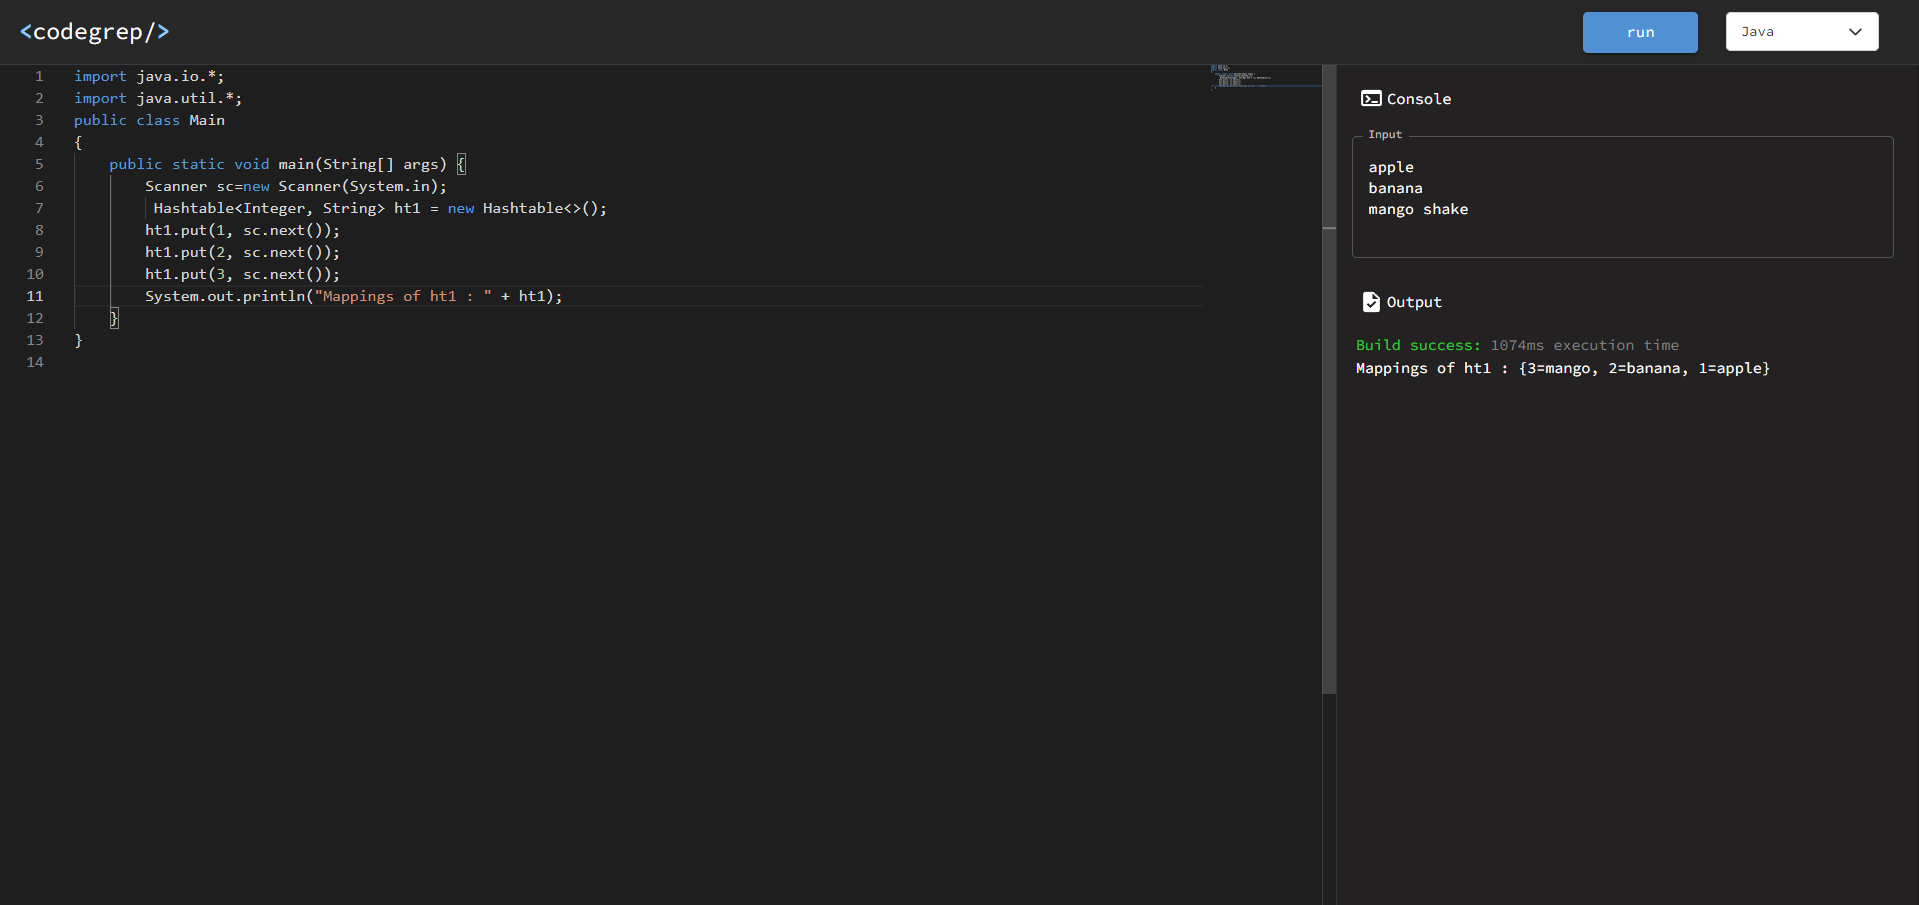 <codegrep/>
run
Java
1 import java.io.*;
2 import java.util.*;
3 public class Main
4 {
5 public static void main(String[] args) {
6 Scanner sc=new Scanner(System.in);
7 Hashtable<Integer, String> ht1 = new Hashtable<>();
8 ht1.put(1, sc.next());
9 ht1.put(2, sc.next());
10 ht1.put(3, sc.next());
11 System.out.println("Mappings of ht1 : " + ht1);
12 }
13 }
14
Console
Input
apple
banana
mango shake
Output
Build success: 1074ms execution time
Mappings of ht1 : {3=mango, 2=banana, 1=apple}